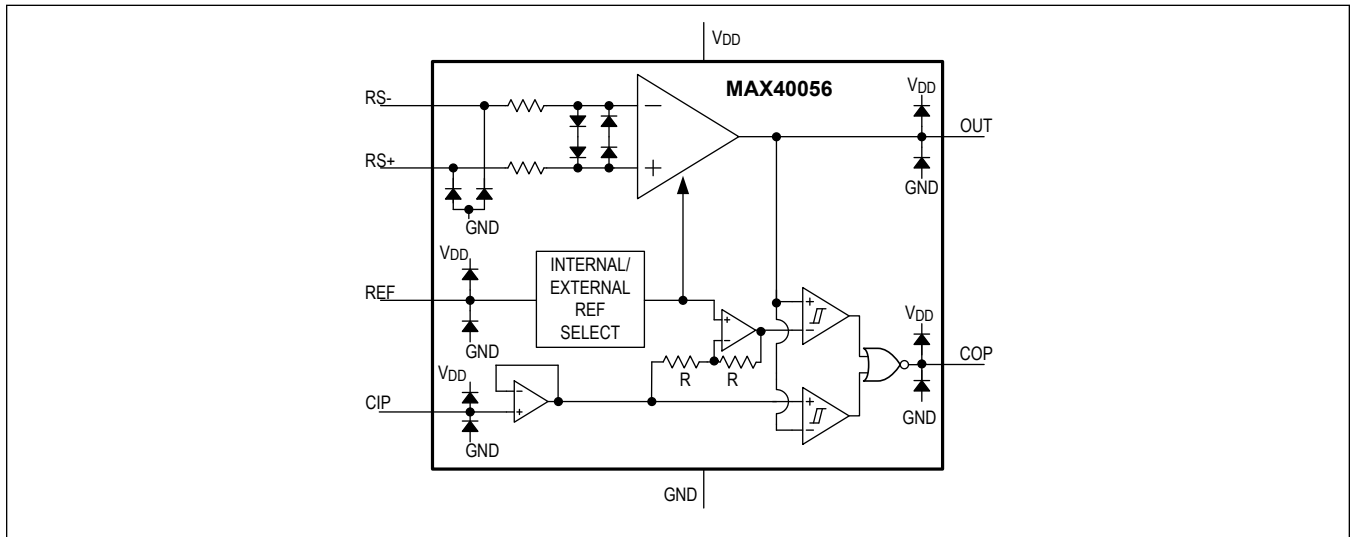 VDD
MAX40056
RS-
VDD
OUT
RS+
GND
GND
VDD
INTERNAL/
EXTERNAL
REF
SELECT
REF
GND
VDD
COP
R R
VDD
CIP
GND
GND
GND